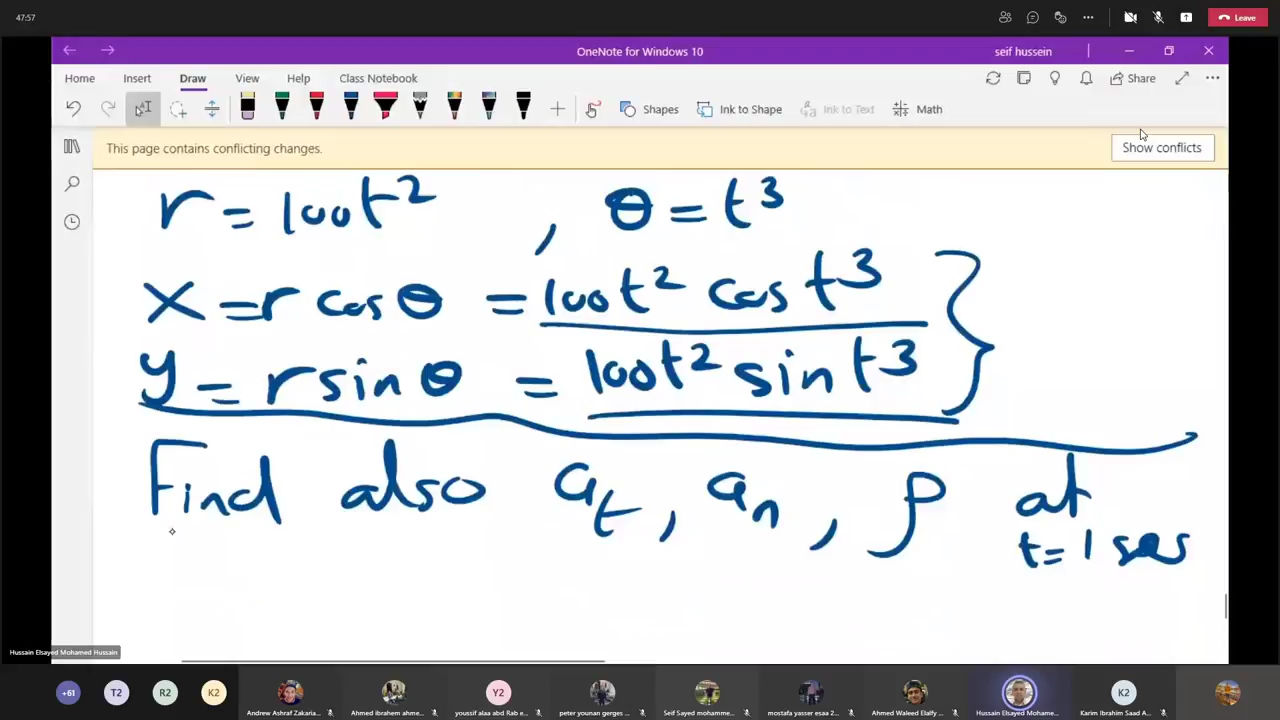 47:57
Leave
OneNote for Windows 10
seif hussein
Home Insert Draw View Help Class Notebook
Share
Shapes Ink to Shape Ink to Text Math
This page contains conflicting changes.
Show conflicts
r = 100t² , θ = t³
x = r cos θ = 100t² cos t³
y = r sin θ = 100t² sin t³
Find also aₜ, aₙ, ρ at
t = 1 secs
Hussain Elsayed Mohamed Hussain
+61 T2 R2 K2 Y2 K2
Andrew Ashraf Zakaria... Ahmed ibrahem ahme... youssif alaa abd Rab e... peter younan gerges ... Seif Sayed mohamme... mostafa yasser esaa 2... Ahmed Waleed Elalfy ... Hussain Elsayed Mohame... Karim Ibrahim Saad A...